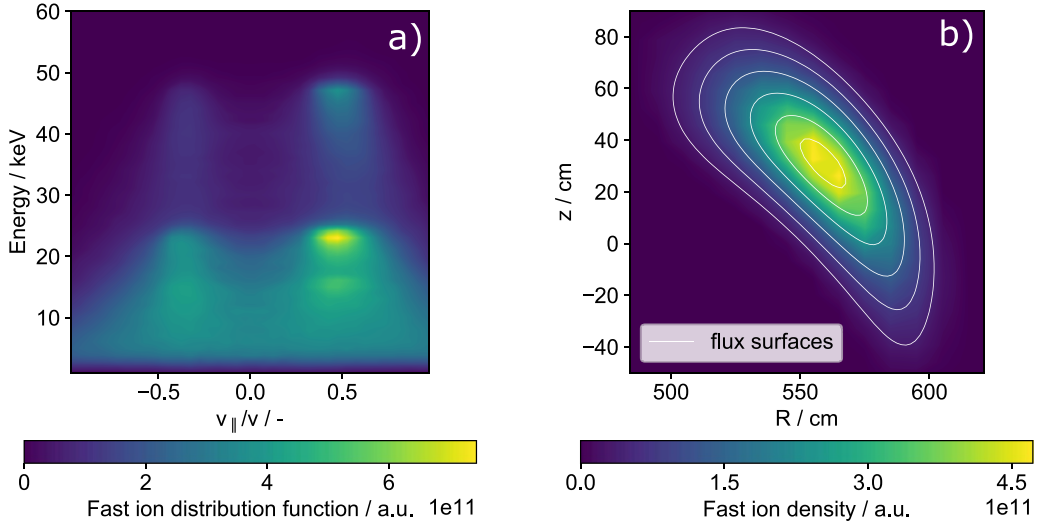 a)
60
50
40
30
20
10
Energy / keV
−0.5 0.0 0.5
v∥/v / -
0 2 4 6
1e11
Fast ion distribution function / a.u.
b)
80
60
40
20
0
−20
−40
z / cm
flux surfaces
500 550 600
R / cm
0.0 1.5 3.0 4.5
1e11
Fast ion density / a.u.